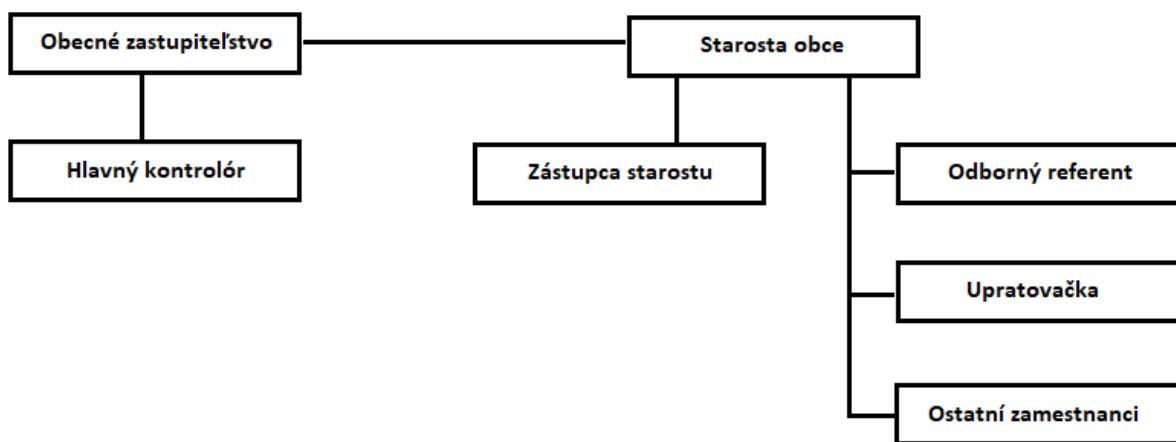 Obecné zastupiteľstvo
Starosta obce
Hlavný kontrolór
Zástupca starostu
Odborný referent
Upratovačka
Ostatní zamestnanci